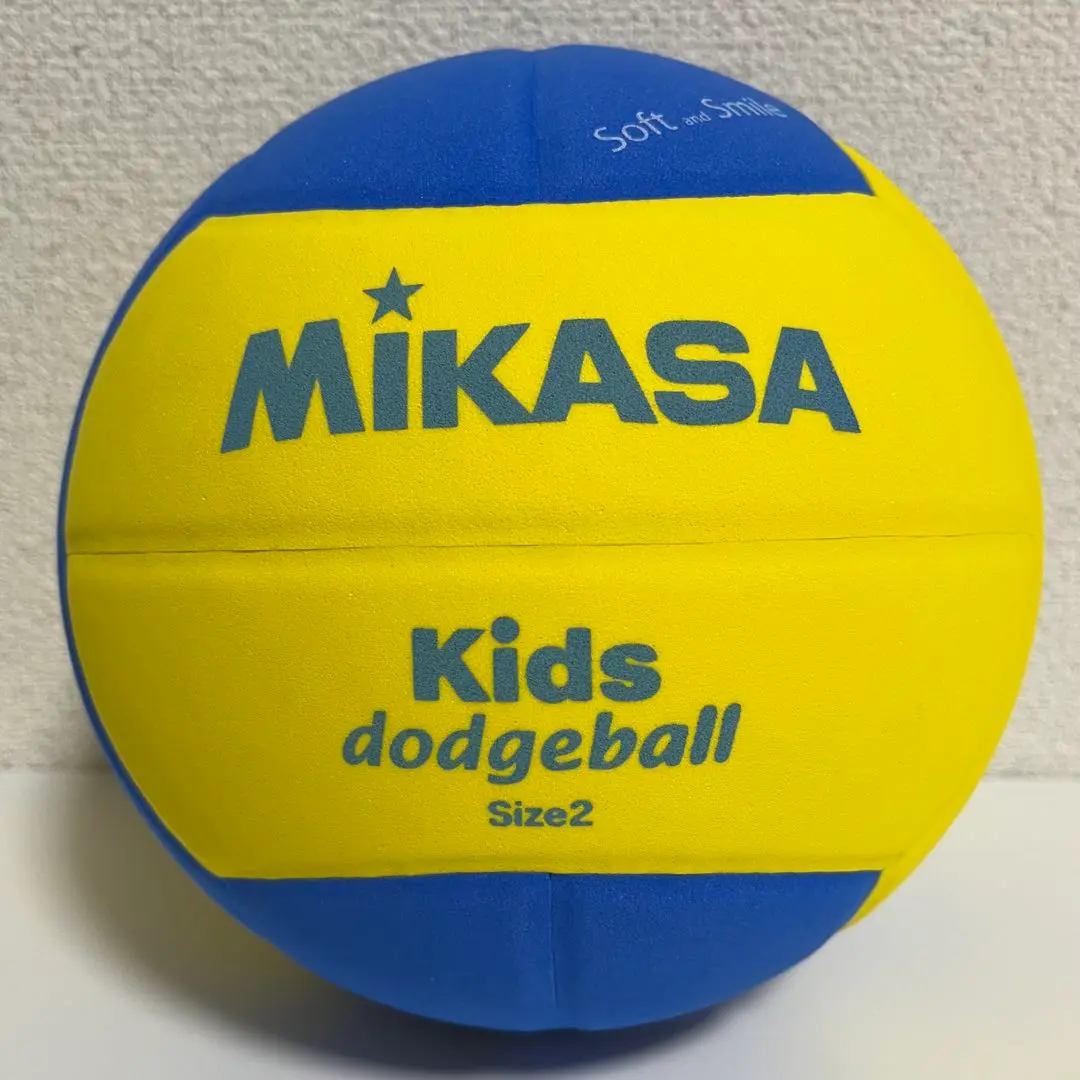 Soft and Smile
MiKASA
Kids
dodgeball
Size2